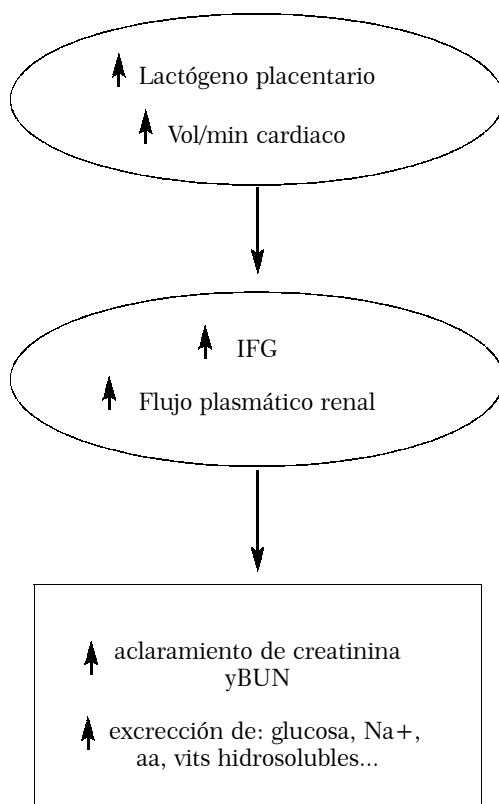 Lactógeno placentario
Vol/min cardiaco
IFG
Flujo plasmático renal
aclaramiento de creatinina
yBUN
excrección de: glucosa, Na+,
aa, vits hidrosolubles...